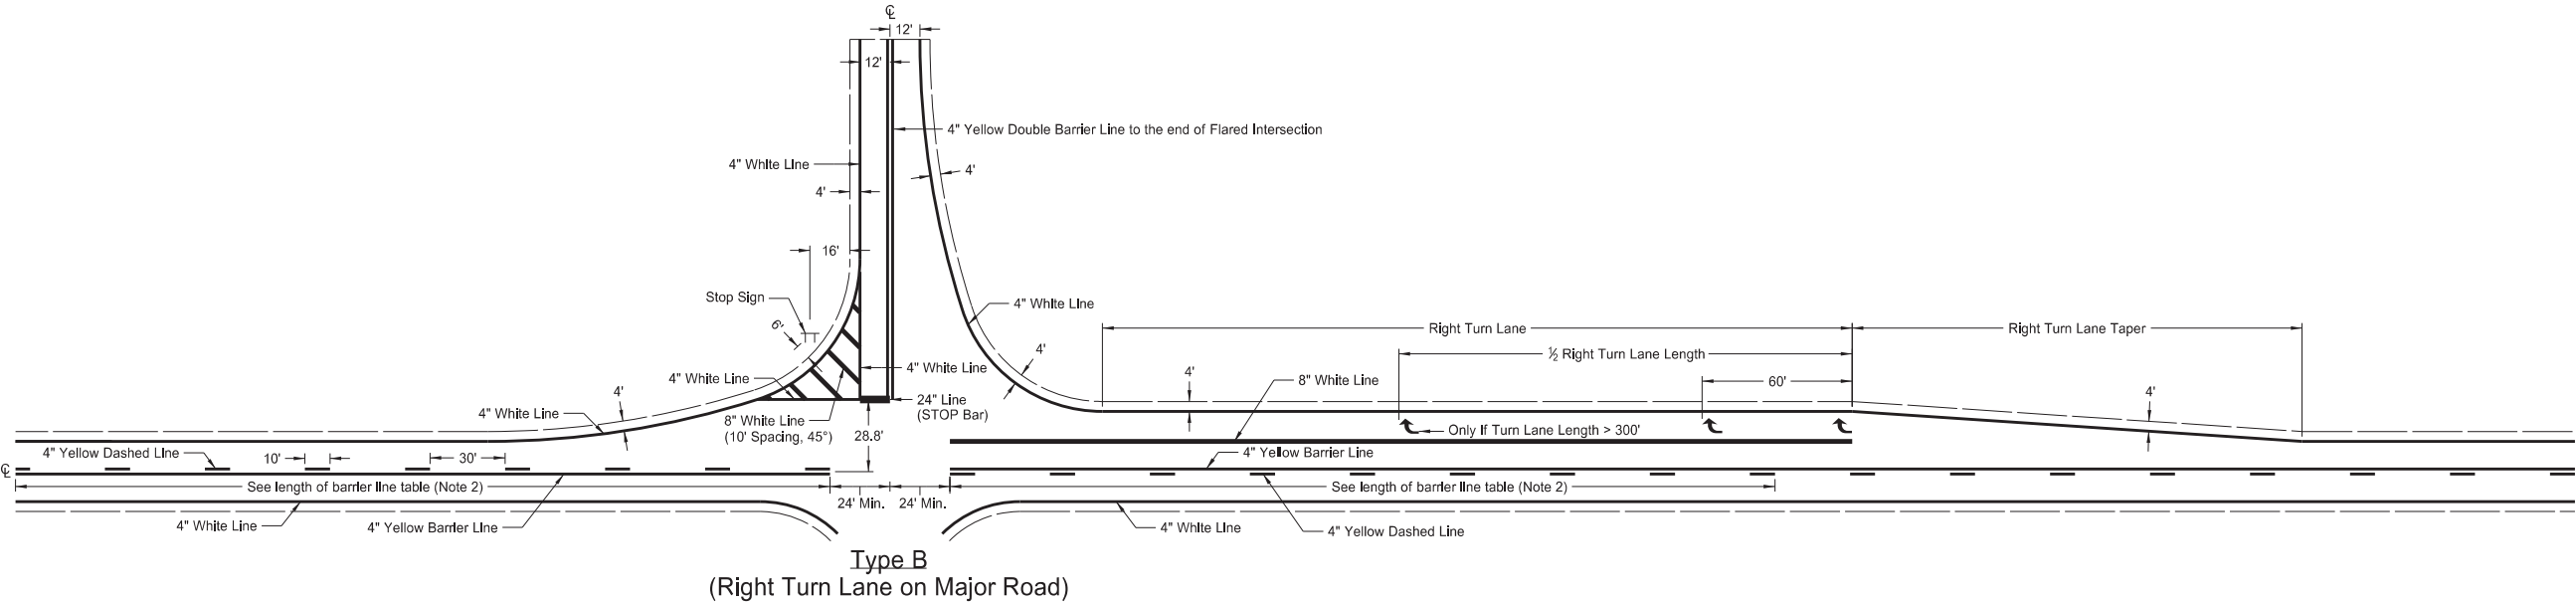 ℄
12'
12'
4" Yellow Double Barrier Line to the end of Flared Intersection
4" White Line
4'
4'
16'
Stop Sign
6'
4" White Line
Right Turn Lane
Right Turn Lane Taper
4'
½ Right Turn Lane Length
4" White Line
4" White Line
4'
8" White Line
60'
4'
4'
4" White Line
24" Line
(STOP Bar)
8" White Line
(10' Spacing, 45°)
28.8'
Only If Turn Lane Length > 300'
4" Yellow Dashed Line
10'
30'
4" Yellow Barrier Line
℄
See length of barrier line table (Note 2)
See length of barrier line table (Note 2)
24' Min.
24' Min.
4" White Line
4" Yellow Barrier Line
4" White Line
4" Yellow Dashed Line
Type B
(Right Turn Lane on Major Road)